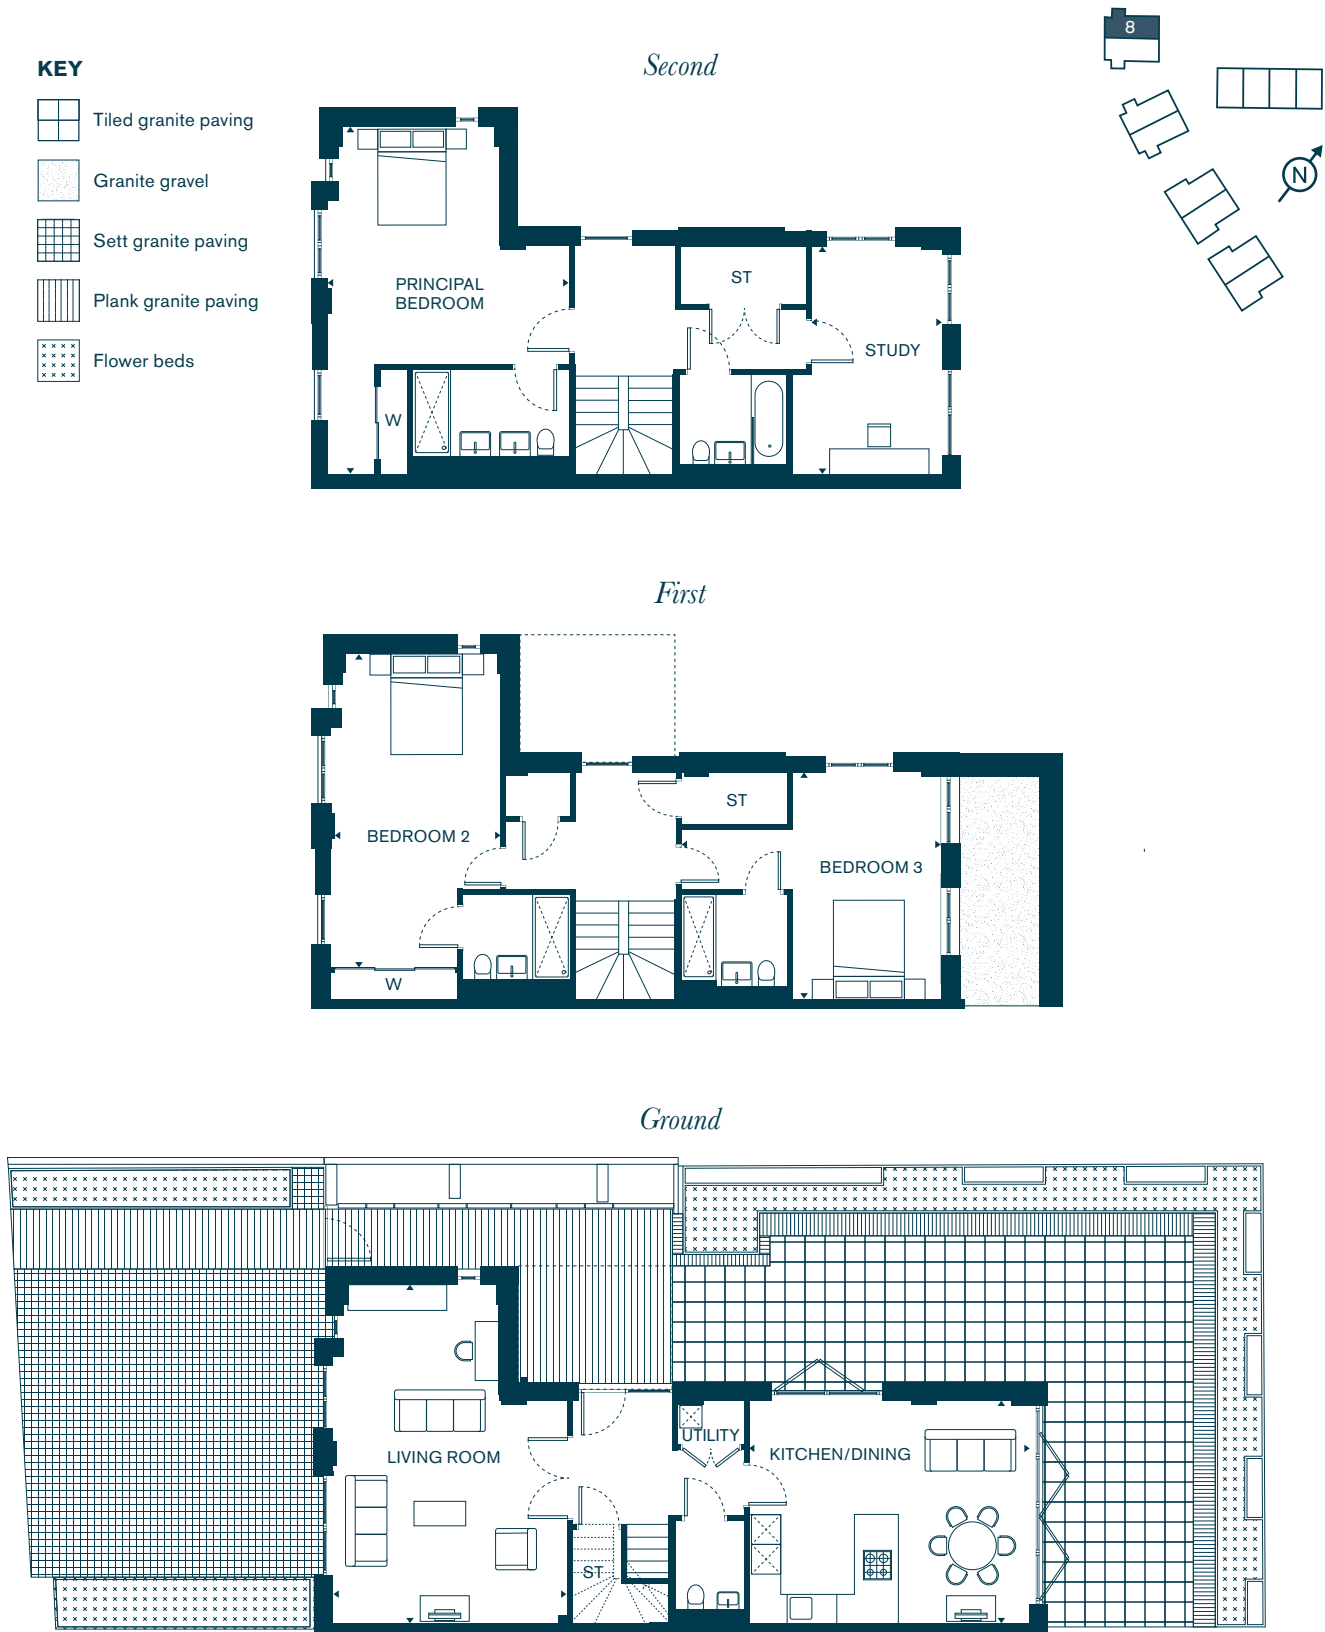 8
KEY
Tiled granite paving
Granite gravel
Sett granite paving
Plank granite paving
Flower beds
N
Second
PRINCIPAL
BEDROOM
ST
STUDY
W
First
ST
BEDROOM 2
BEDROOM 3
W
Ground
UTILITY
LIVING ROOM
KITCHEN/DINING
ST